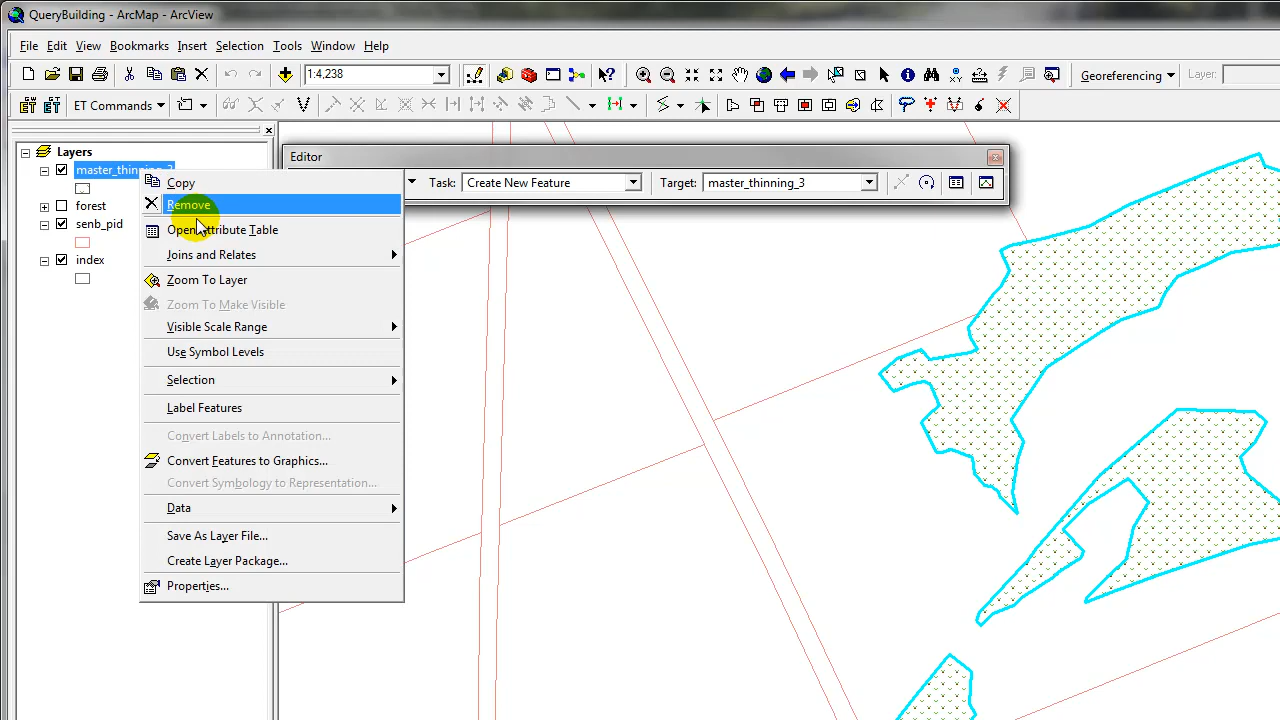 QueryBuilding - ArcMap - ArcView
File Edit View Bookmarks Insert Selection Tools Window Help
1:4,238
Georeferencing Layer:
ET Commands
Layers
master_thinning_3
forest
senb_pid
index
Copy
Remove
Open Attribute Table
Joins and Relates
Zoom To Layer
Zoom To Make Visible
Visible Scale Range
Use Symbol Levels
Selection
Label Features
Convert Labels to Annotation...
Convert Features to Graphics...
Convert Symbology to Representation...
Data
Save As Layer File...
Create Layer Package...
Properties...
Editor
Task: Create New Feature Target: master_thinning_3